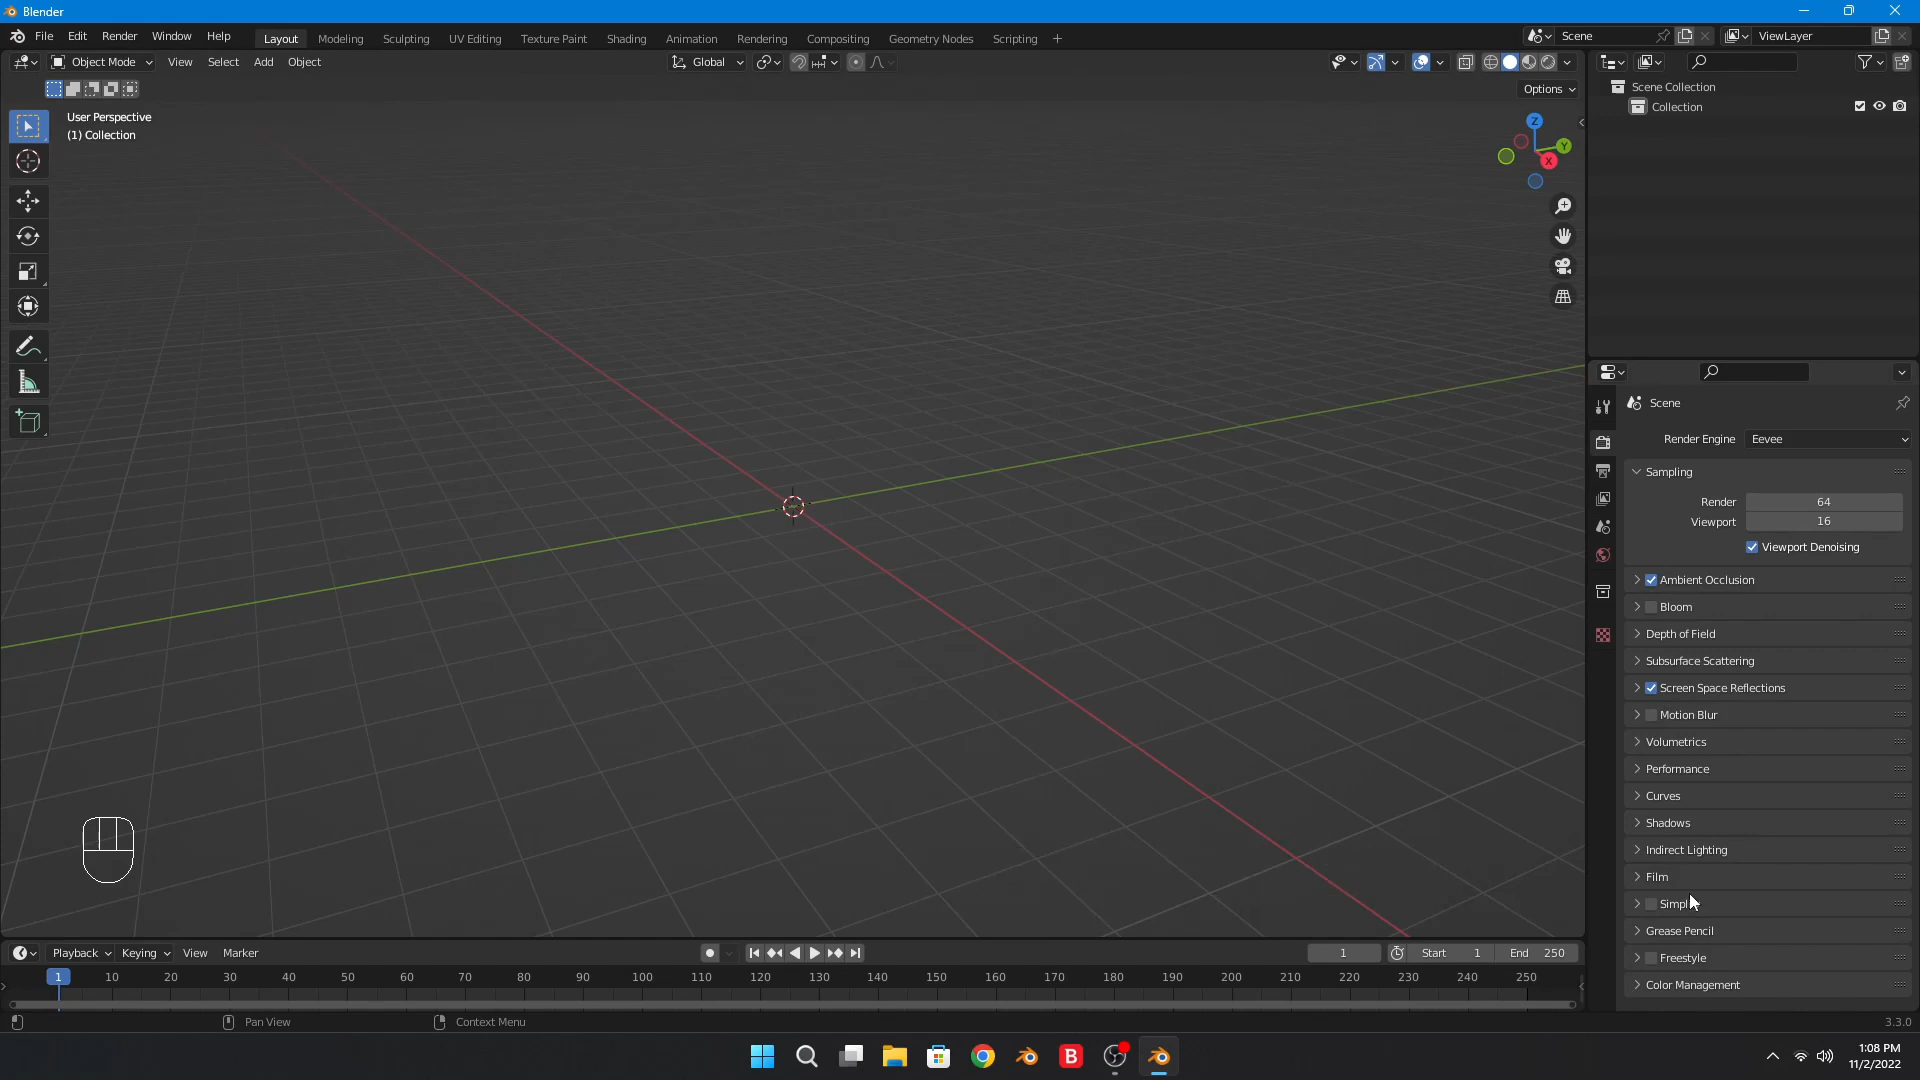 Blender
File Edit Render Window Help
Layout Modeling Sculpting UV Editing Texture Paint Shading Animation Rendering Compositing Geometry Nodes Scripting +
Scene
ViewLayer
Object Mode View Select Add Object
Global
Options
User Perspective
(1) Collection
Z
Y
X
Scene Collection
Collection
Scene
Render Engine Eevee
Sampling
Render 64
Viewport 16
Viewport Denoising
Ambient Occlusion
Bloom
Depth of Field
Subsurface Scattering
Screen Space Reflections
Motion Blur
Volumetrics
Performance
Curves
Shadows
Indirect Lighting
Film
Grease Pencil
Freestyle
Color Management
Playback Keying View Marker
1 Start 1 End 250
1 10 20 30 40 50 60 70 80 90 100 110 120 130 140 150 160 170 180 190 200 210 220 230 240 250
Pan View Context Menu
3.3.0
B
1:08 PM
11/2/2022